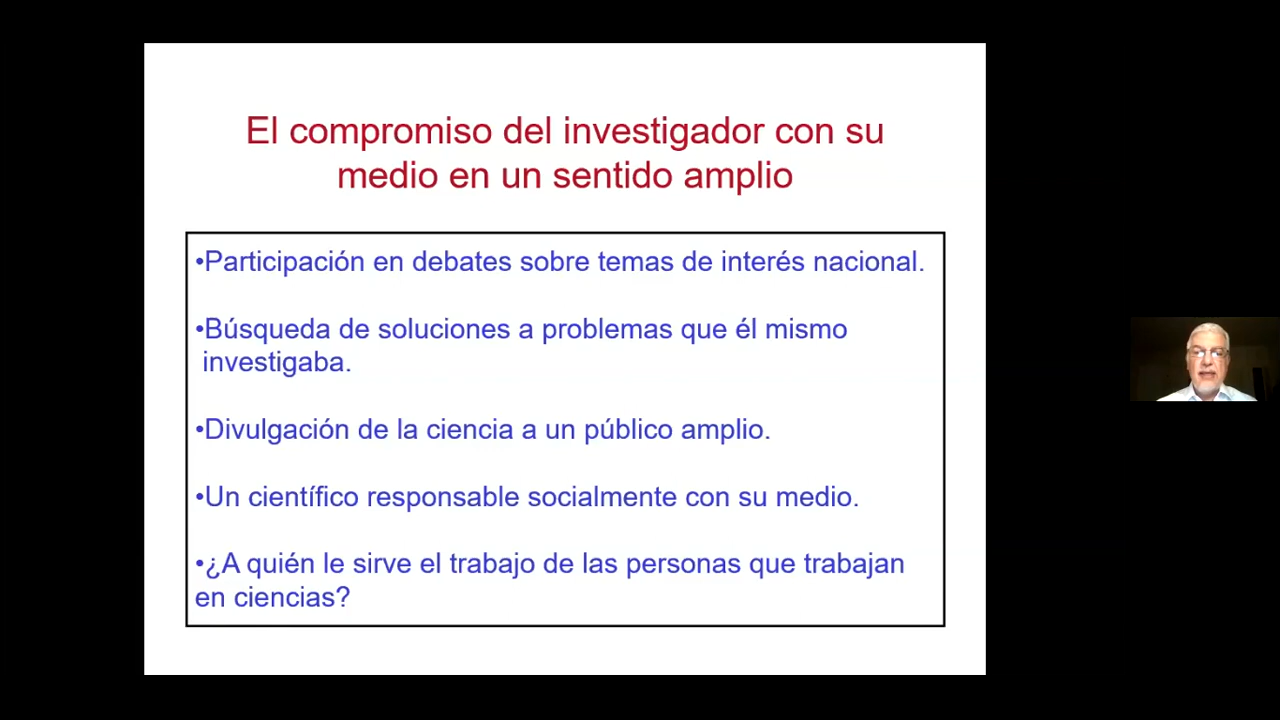 El compromiso del investigador con su
medio en un sentido amplio
•Participación en debates sobre temas de interés nacional.
•Búsqueda de soluciones a problemas que él mismo
investigaba.
•Divulgación de la ciencia a un público amplio.
•Un científico responsable socialmente con su medio.
•¿A quién le sirve el trabajo de las personas que trabajan
en ciencias?